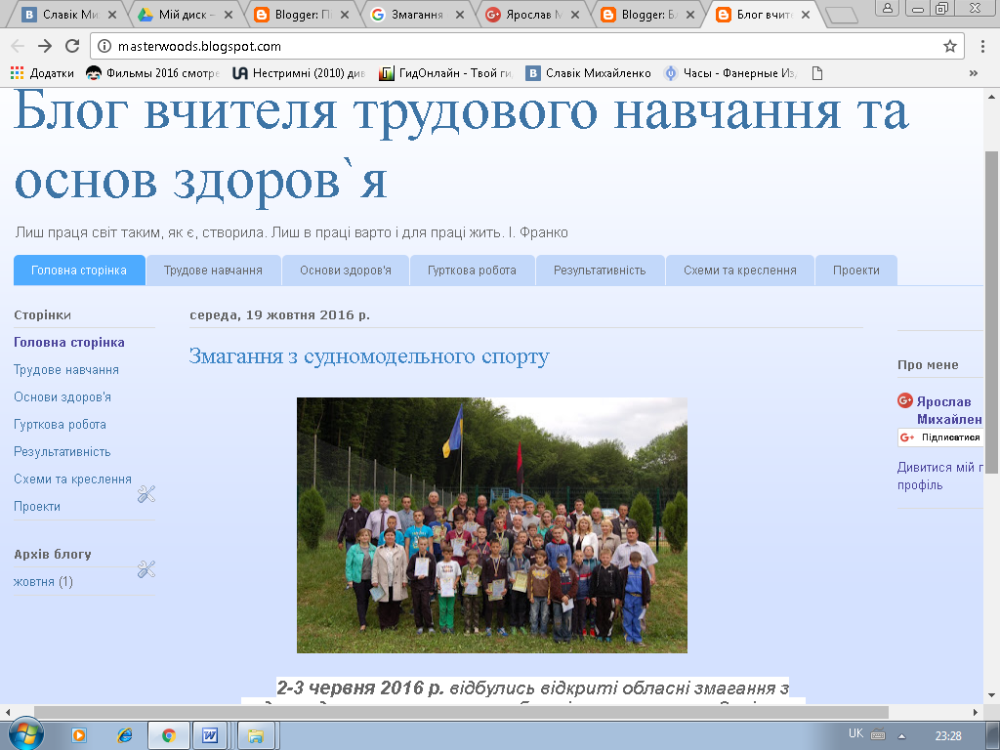 Славік Ми
Мій диск –
Blogger: П
Змагання
Ярослав М
Blogger: Бл
Блог вчит
masterwoods.blogspot.com
Додатки
Фильмы 2016 смотре
Нестримні (2010) див
ГидОнлайн - Твой ги
Славік Михайленко
Часы - Фанерные Из
»
Блог вчителя трудового навчання та
основ здоров`я
Лиш праця світ таким, як є, створила. Лиш в праці варто і для праці жить. І. Франко
Головна сторінка Трудове навчання Основи здоров'я Гурткова робота Результативність Схеми та креслення Проекти
Сторінки
Головна сторінка
Трудове навчання
Основи здоров'я
Гурткова робота
Результативність
Схеми та креслення
Проекти
Архів блогу
жовтня (1)
середа, 19 жовтня 2016 р.
Змагання з судномодельного спорту
2-3 червня 2016 р. відбулись відкриті обласні змагання з
Про мене
Ярослав
Михайлен
Підписатися
Дивитися мій п
профіль
UK
23:28